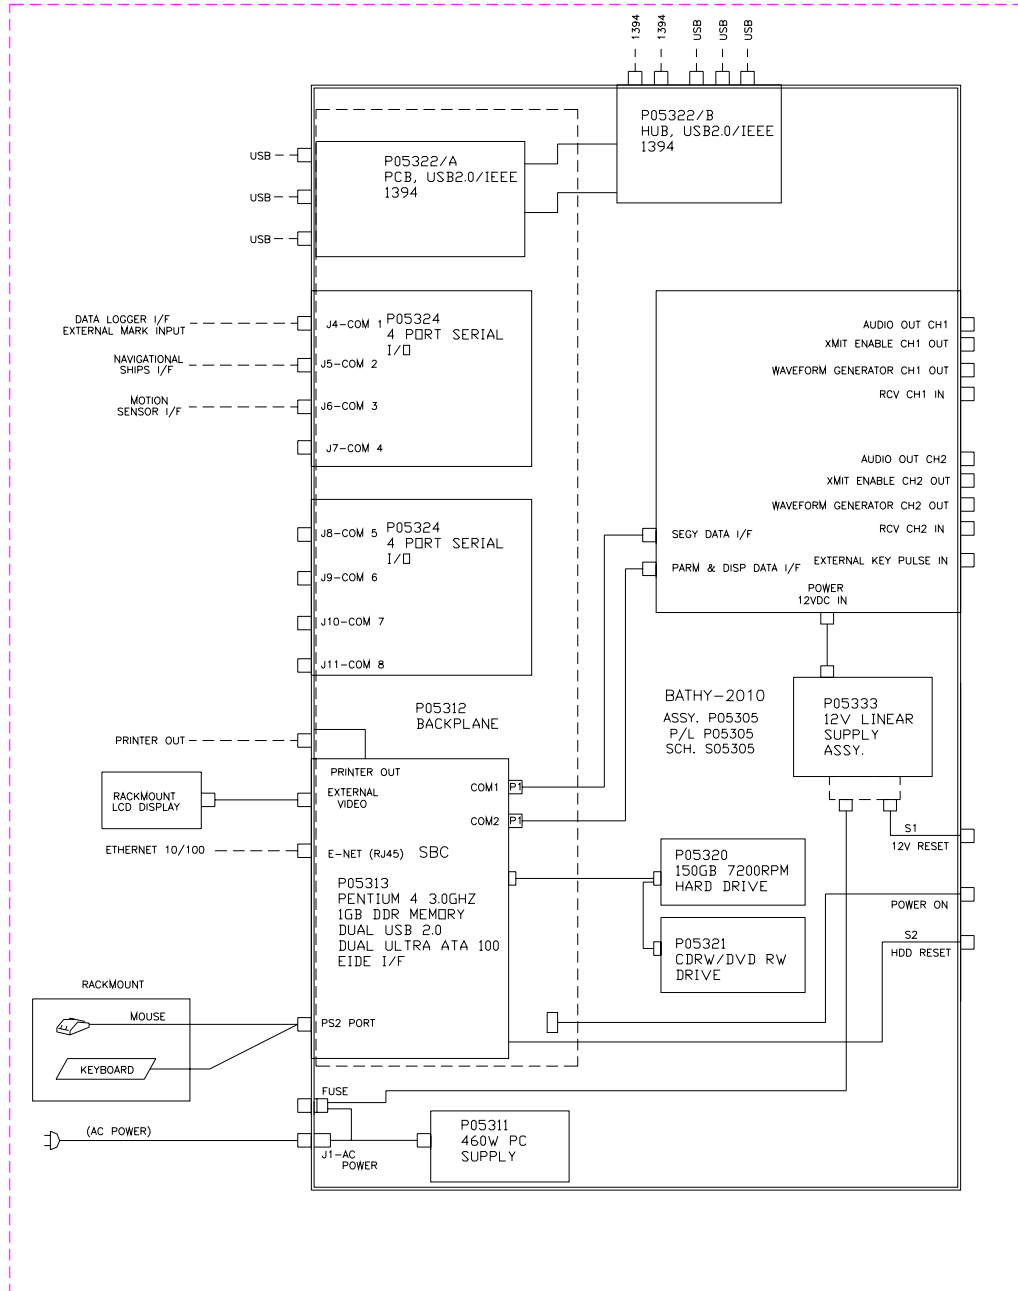 1394
1394
USB
USB
USB
P05322/B
HUB, USB2.0/IEEE
1394
P05322/A
PCB, USB2.0/IEEE
1394
USB
USB
USB
DATA LOGGER I/F
EXTERNAL MARK INPUT
NAVIGATIONAL
SHIPS I/F
MOTION
SENSOR I/F
J4-COM 1
J5-COM 2
J6-COM 3
J7-COM 4
P05324
4 PORT SERIAL
I/O
J8-COM 5
J9-COM 6
J10-COM 7
J11-COM 8
P05324
4 PORT SERIAL
I/O
AUDIO OUT CH1
XMIT ENABLE CH1 OUT
WAVEFORM GENERATOR CH1 OUT
RCV CH1 IN
AUDIO OUT CH2
XMIT ENABLE CH2 OUT
WAVEFORM GENERATOR CH2 OUT
RCV CH2 IN
EXTERNAL KEY PULSE IN
SEGY DATA I/F
PARM & DISP DATA I/F
POWER
12VDC IN
P05312
BACKPLANE
BATHY-2010
ASSY. P05305
P/L P05305
SCH. S05305
P05333
12V LINEAR
SUPPLY
ASSY.
PRINTER OUT
RACKMOUNT
LCD DISPLAY
ETHERNET 10/100
PRINTER OUT
EXTERNAL
VIDEO
COM1
P1
COM2
P1
E-NET (RJ45)
SBC
P05313
PENTIUM 4 3.0GHZ
1GB DDR MEMORY
DUAL USB 2.0
DUAL ULTRA ATA 100
EIDE I/F
PS2 PORT
P05320
150GB 7200RPM
HARD DRIVE
P05321
CDRW/DVD RW
DRIVE
S1
12V RESET
POWER ON
S2
HDD RESET
RACKMOUNT
MOUSE
KEYBOARD
FUSE
(AC POWER)
J1-AC
POWER
P05311
460W PC
SUPPLY